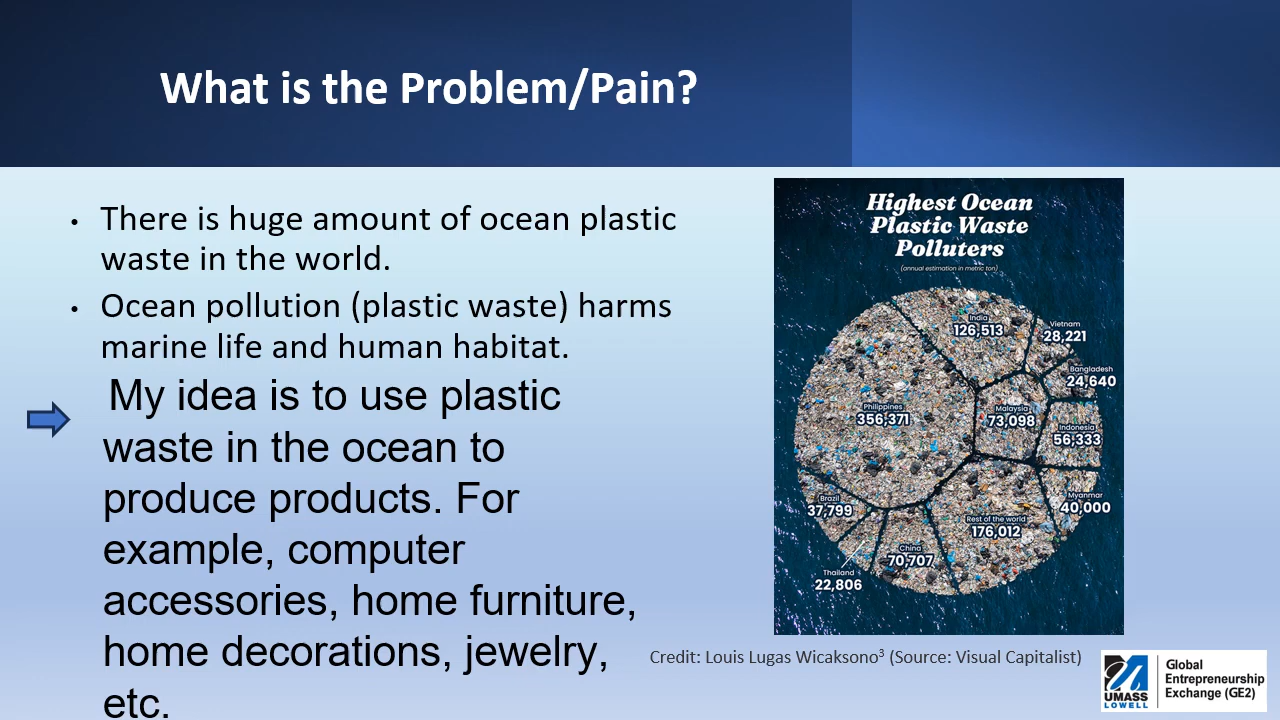 What is the Problem/Pain?
• There is huge amount of ocean plastic
waste in the world.
• Ocean pollution (plastic waste) harms
marine life and human habitat.
My idea is to use plastic
waste in the ocean to
produce products. For
example, computer
accessories, home furniture,
home decorations, jewelry,
etc.
Highest Ocean
Plastic Waste
Polluters
(annual estimation in metric ton)
India
126,513
Vietnam
28,221
Bangladesh
24,640
Philippines
356,371
Malaysia
73,098
Indonesia
56,333
Brazil
37,799
Myanmar
40,000
Rest of the world
176,012
China
70,707
Thailand
22,806
Credit: Louis Lugas Wicaksono³ (Source: Visual Capitalist)
UMASS
LOWELL
Global
Entrepreneurship
Exchange (GE2)